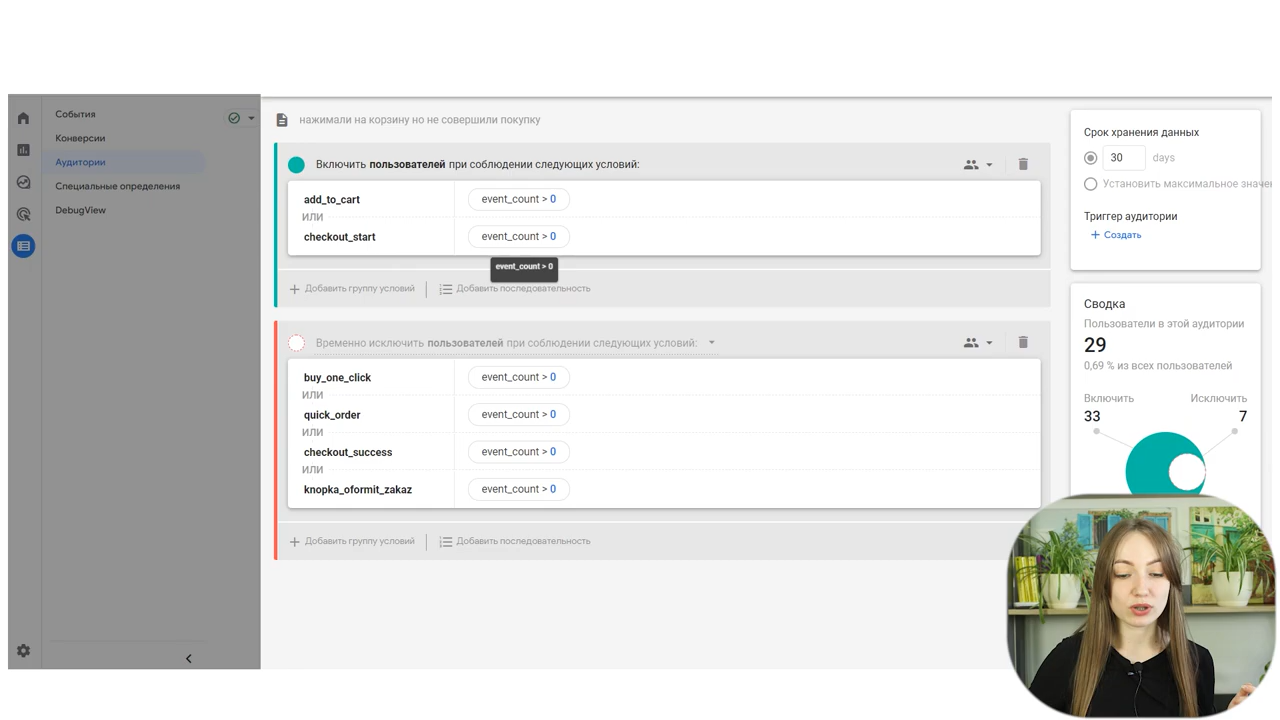 События
Конверсии
Аудитории
Специальные определения
DebugView
нажимали на корзину но не совершили покупку
Включить пользователей при соблюдении следующих условий:
add_to_cart event_count > 0
ИЛИ
checkout_start event_count > 0
event_count > 0
Добавить группу условий Добавить последовательность
Временно исключить пользователей при соблюдении следующих условий:
buy_one_click event_count > 0
ИЛИ
quick_order event_count > 0
ИЛИ
checkout_success event_count > 0
ИЛИ
knopka_oformit_zakaz event_count > 0
Добавить группу условий Добавить последовательность
Срок хранения данных
30 days
Установить максимальное
Триггер аудитории
+ Создать
Сводка
Пользователи в этой аудитории
29
0,69 % из всех пользователей
Включить Исключить
33 7